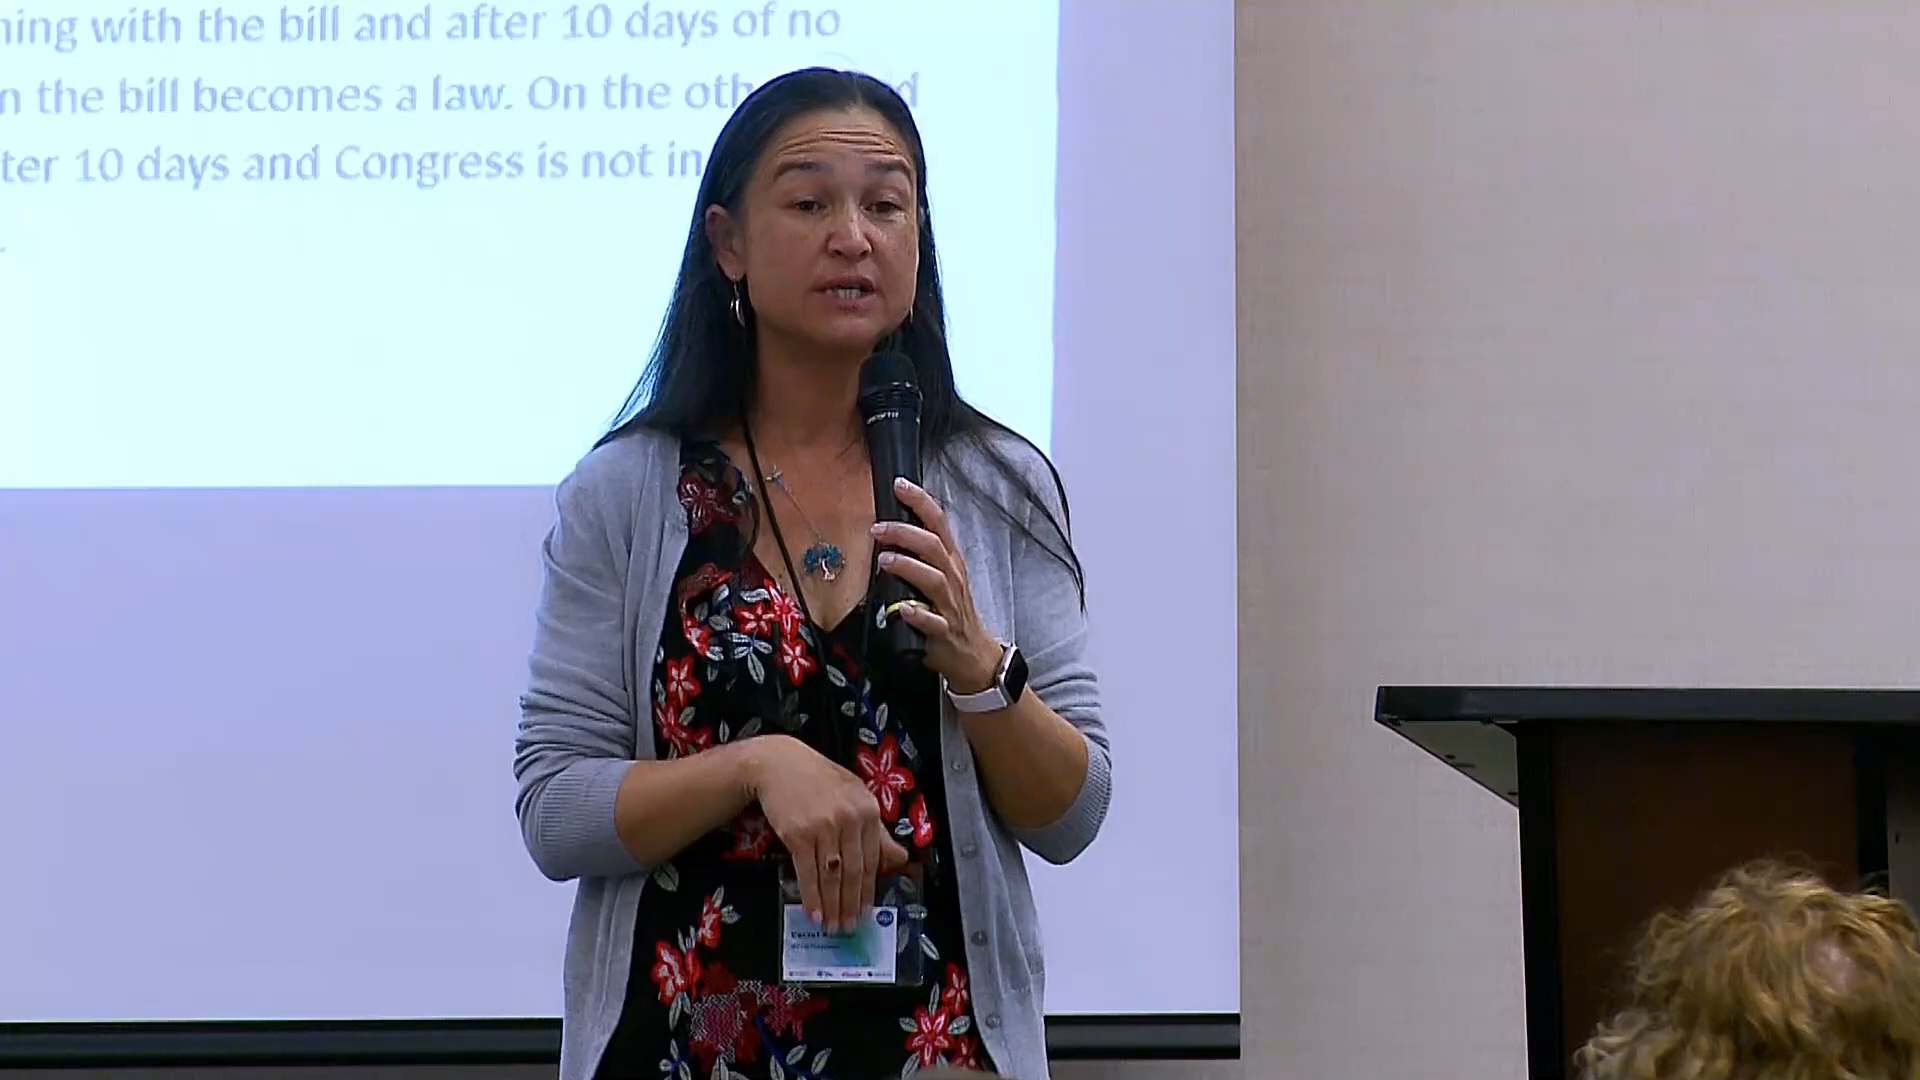 ning with the bill and after 10 days of no
n the bill becomes a law. On the oth d
ter 10 days and Congress is not in